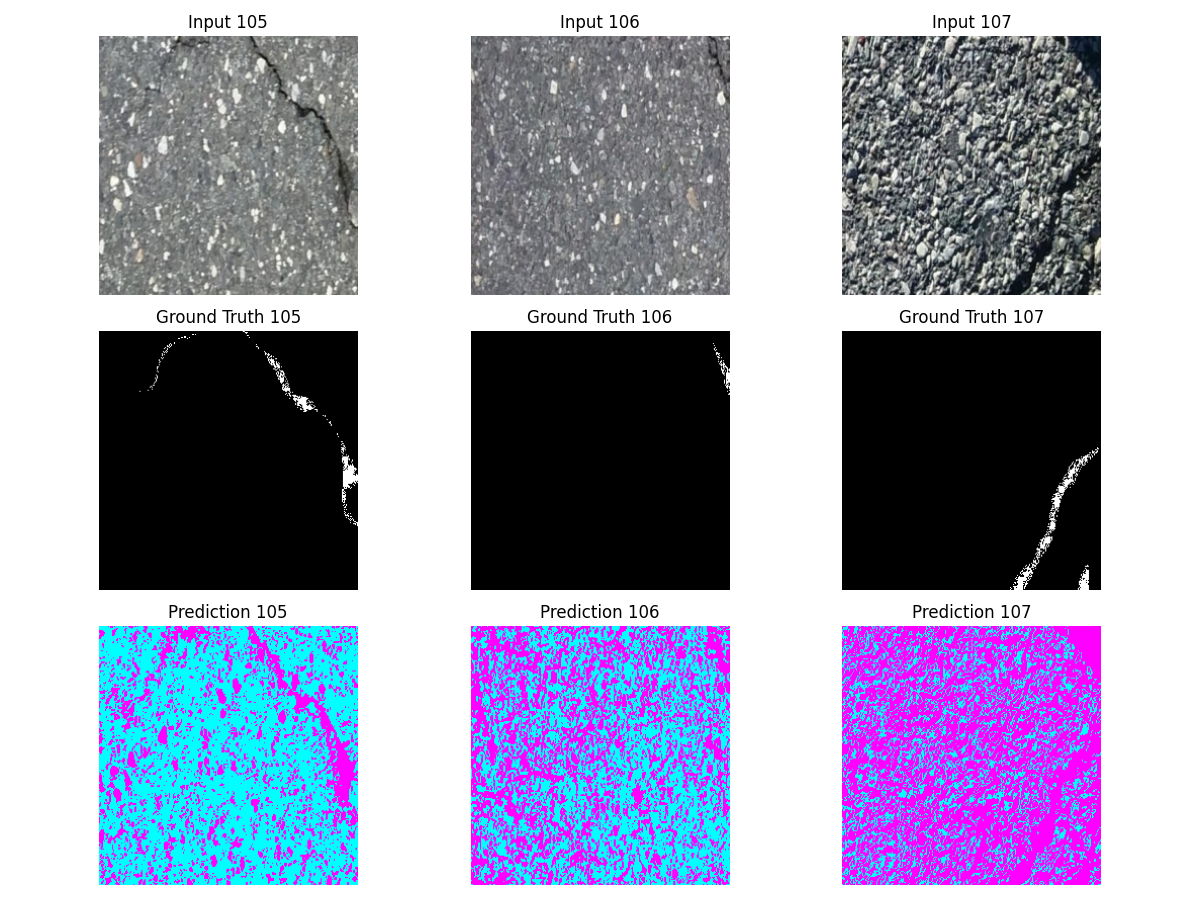 Input 105
Input 106
Input 107
Ground Truth 105
Ground Truth 106
Ground Truth 107
Prediction 105
Prediction 106
Prediction 107